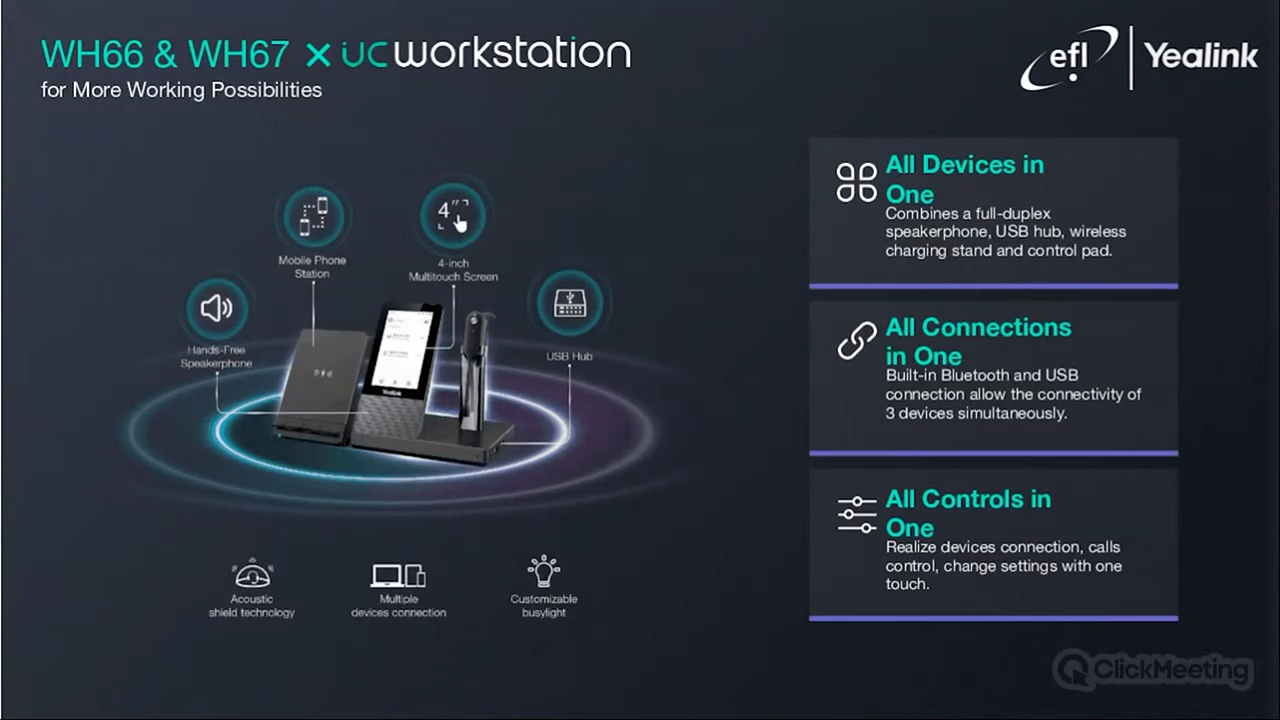 WH66 & WH67 × UC workstation
for More Working Possibilities
efl | Yealink
4"
Mobile Phone
Station
4-inch
Multitouch Screen
Hands-Free
Speakerphone
USB Hub
Yealink
Acoustic
shield technology
Multiple
devices connection
Customizable
busylight
All Devices in
One
Combines a full-duplex
speakerphone, USB hub, wireless
charging stand and control pad.
All Connections
in One
Built-in Bluetooth and USB
connection allow the connectivity of
3 devices simultaneously.
All Controls in
One
Realize devices connection, calls
control, change settings with one
touch.
ClickMeeting